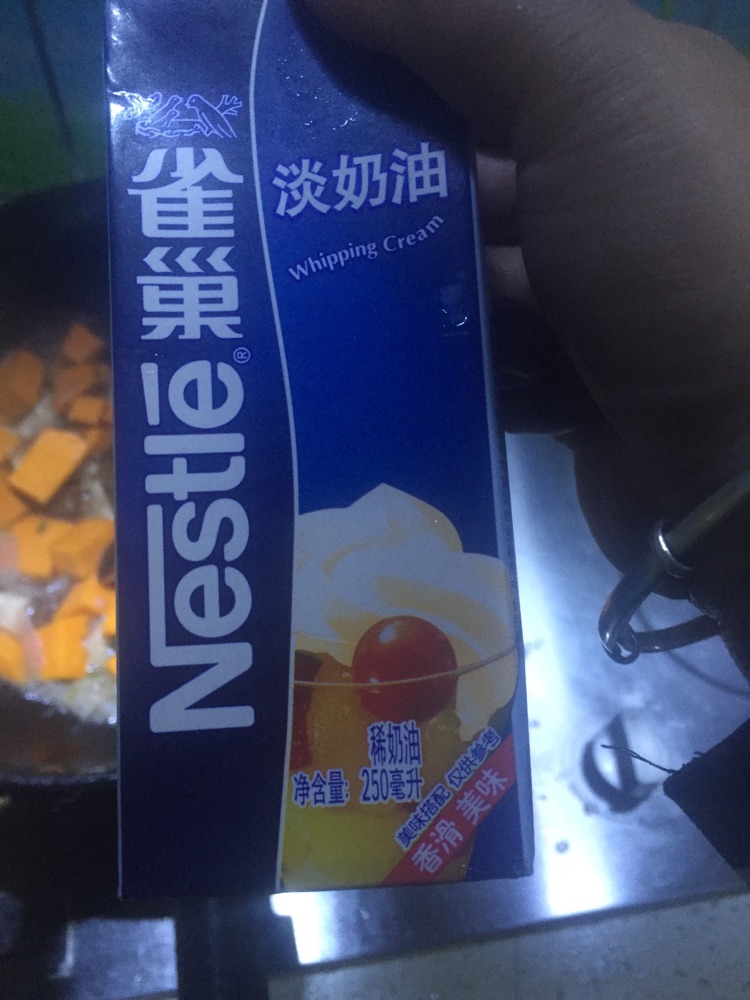 雀巢
Nestlé®
淡奶油
Whipping Cream
稀奶油
净含量: 250毫升
美味搭配 仅供参考
香滑 美味